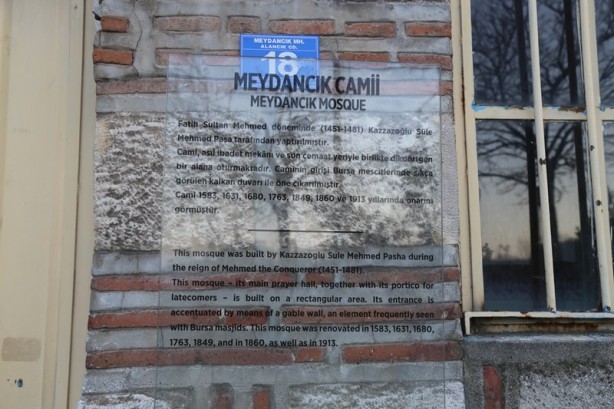 MEYDANCIK MH.
ALANCIK CD.
18
MEYDANCIK CAMİİ
MEYDANCIK MOSQUE
Fatih Sultan Mehmed döneminde (1451-1481) Kazzazoğlu Sule
Mehmed Paşa tarafından yaptırılmıştır.
Cami, asıl ibadet mekânı ve son cemaat yeriyle birlikte dikdörtgen
bir alana oturmaktadır. Caminin girişi Bursa mescitlerinde sıkça
görülen kalkan duvarı ile öne çıkarılmıştır.
Cami 1583, 1631, 1680, 1763, 1849, 1860 ve 1913 yıllarında onarım
görmüştür.
This mosque was built by Kazzazoglu Sule Mehmed Pasha during
the reign of Mehmed the Conqueror (1451-1481).
This mosque – its main prayer hall, together with its portico for
latecomers – is built on a rectangular area. Its entrance is
accentuated by means of a gable wall, an element frequently seen
with Bursa masjids. This mosque was renovated in 1583, 1631, 1680,
1763, 1849, and in 1860, as well as in 1913.